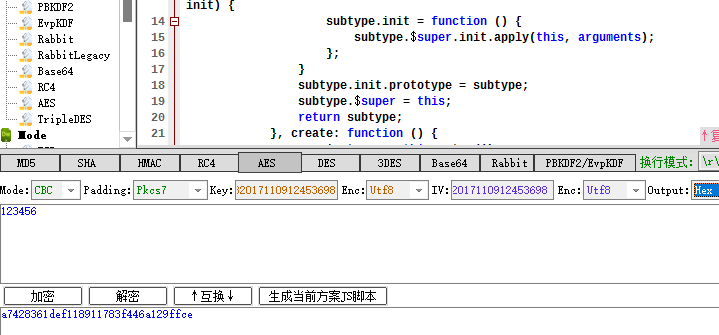 PBKDF2
EvpKDF
Rabbit
RabbitLegacy
Base64
RC4
AES
TripleDES
Mode
init) {
14 subtype.init = function () {
15 subtype.$super.init.apply(this, arguments);
16 };
17 }
18 subtype.init.prototype = subtype;
19 subtype.$super = this;
20 return subtype;
21 }, create: function () {
MD5 SHA HMAC RC4 AES DES 3DES Base64 Rabbit PBKDF2/EvpKDF 换行模式: \r\
Mode: CBC Padding: Pkcs7 Key: 2017110912453698 Enc: Utf8 IV: 2017110912453698 Enc: Utf8 Output: Hex
123456
加密 解密 ↑互换↓ 生成当前方案JS脚本
a7428361def118911783f446a129ffce